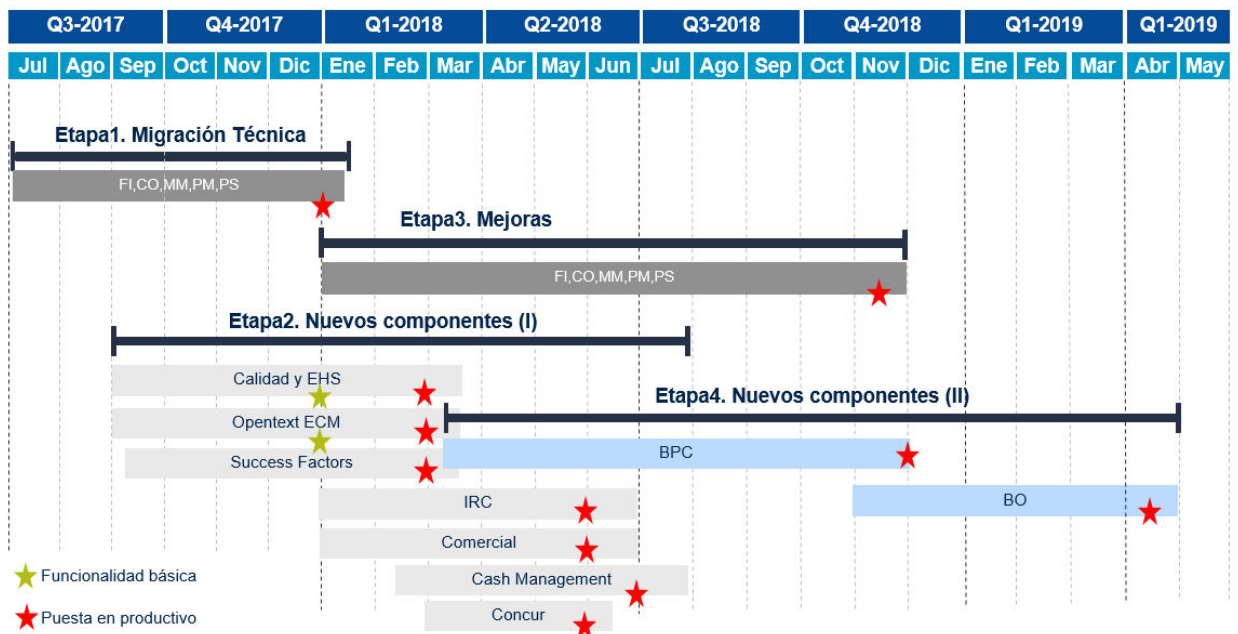 Q3-2017 Q4-2017 Q1-2018 Q2-2018 Q3-2018 Q4-2018 Q1-2019 Q1-2019
Jul Ago Sep Oct Nov Dic Ene Feb Mar Abr May Jun Jul Ago Sep Oct Nov Dic Ene Feb Mar Abr May
Etapa1. Migración Técnica
FI,CO,MM,PM,PS
Etapa3. Mejoras
FI,CO,MM,PM,PS
Etapa2. Nuevos componentes (I)
Calidad y EHS
Etapa4. Nuevos componentes (II)
Opentext ECM
BPC
Success Factors
IRC
BO
Comercial
Funcionalidad básica
Cash Management
Concur
Puesta en productivo